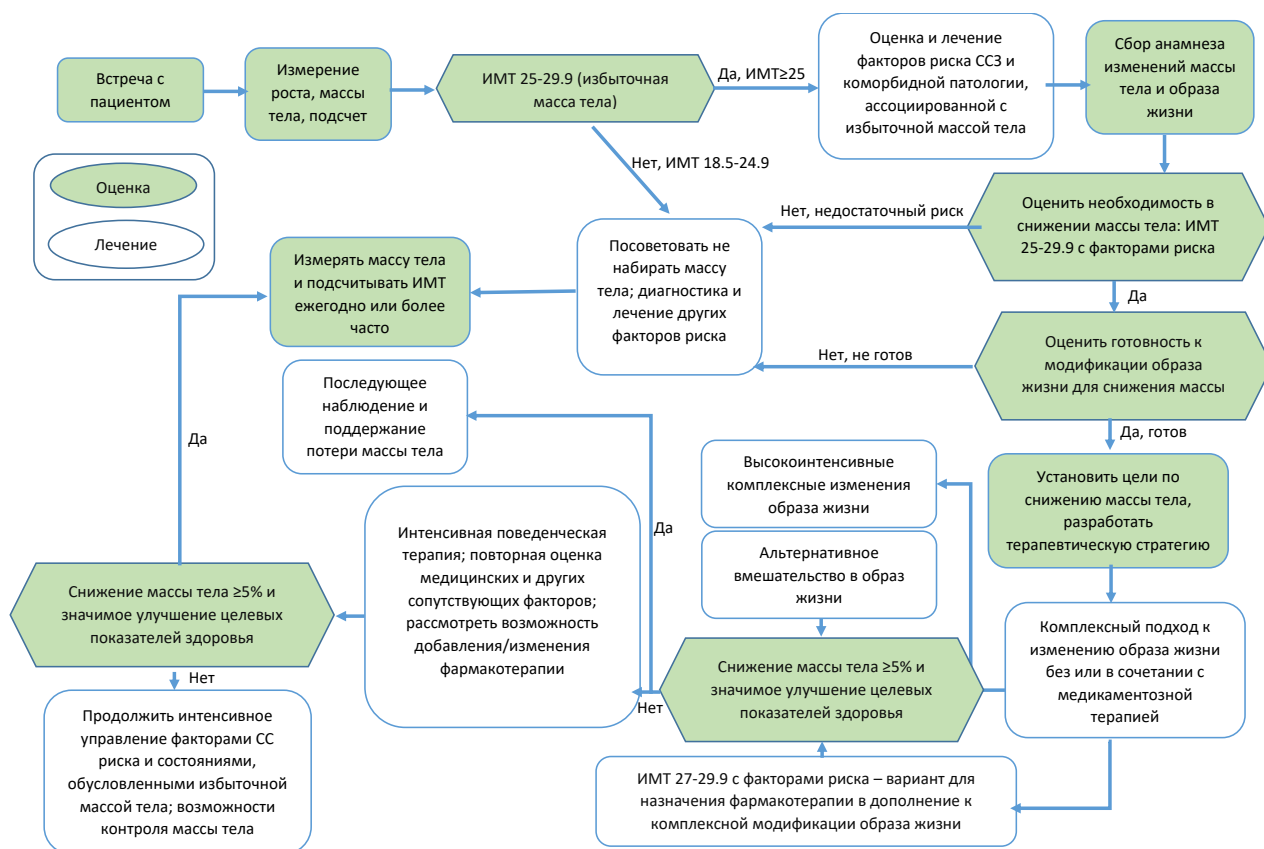 Встреча с
пациентом
Измерение
роста, массы
тела, подсчет
ИМТ 25-29.9 (избыточная
масса тела)
Да, ИМТ≥25
Оценка и лечение
факторов риска ССЗ и
коморбидной патологии,
ассоциированной с
избыточной массой тела
Сбор анамнеза
изменений массы
тела и образа
жизни
Нет, ИМТ 18.5-24.9
Оценка
Лечение
Оценить необходимость в
снижении массы тела: ИМТ
25-29.9 с факторами риска
Нет, недостаточный риск
Посоветовать не
набирать массу
тела; диагностика и
лечение других
факторов риска
Измерять массу тела
и подсчитывать ИМТ
ежегодно или более
часто
Да
Оценить готовность к
модификации образа
жизни для снижения массы
Нет, не готов
Последующее
наблюдение и
поддержание
потери массы тела
Да
Да, готов
Установить цели по
снижению массы тела,
разработать
терапевтическую стратегию
Высокоинтенсивные
комплексные изменения
образа жизни
Альтернативное
вмешательство в образ
жизни
Да
Интенсивная поведенческая
терапия; повторная оценка
медицинских и других
сопутствующих факторов;
рассмотреть возможность
добавления/изменения
фармакотерапии
Снижение массы тела ≥5% и
значимое улучшение целевых
показателей здоровья
Комплексный подход к
изменению образа жизни
без или в сочетании с
медикаментозной
терапией
Снижение массы тела ≥5% и
значимое улучшение целевых
показателей здоровья
Нет
Нет
Продолжить интенсивное
управление факторами СС
риска и состояниями,
обусловленными избыточной
массой тела; возможности
контроля массы тела
ИМТ 27-29.9 с факторами риска – вариант для
назначения фармакотерапии в дополнение к
комплексной модификации образа жизни